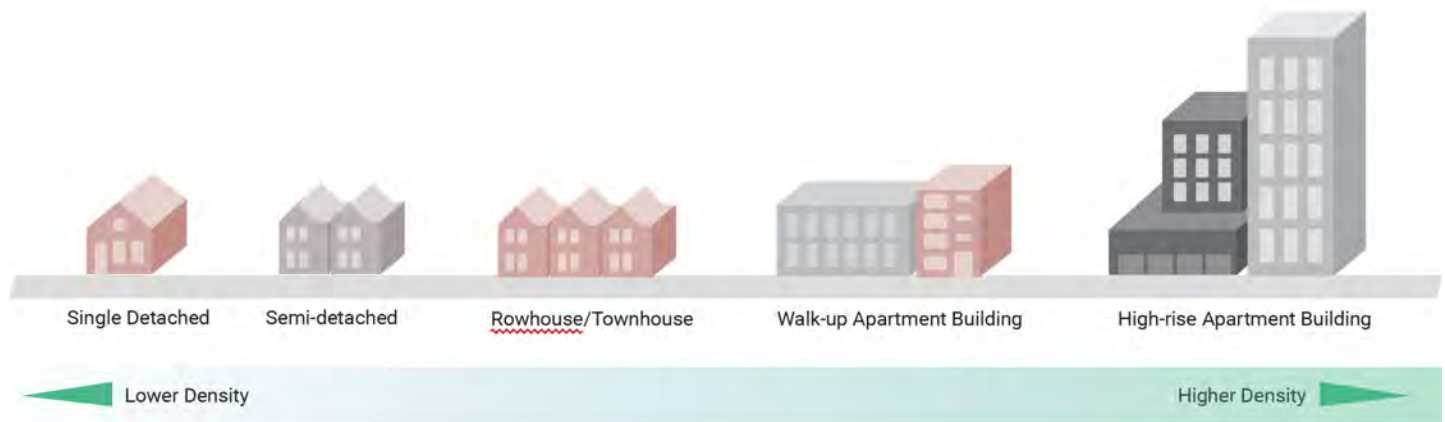 Single Detached
Semi-detached
Rowhouse/Townhouse
Walk-up Apartment Building
High-rise Apartment Building
Lower Density
Higher Density